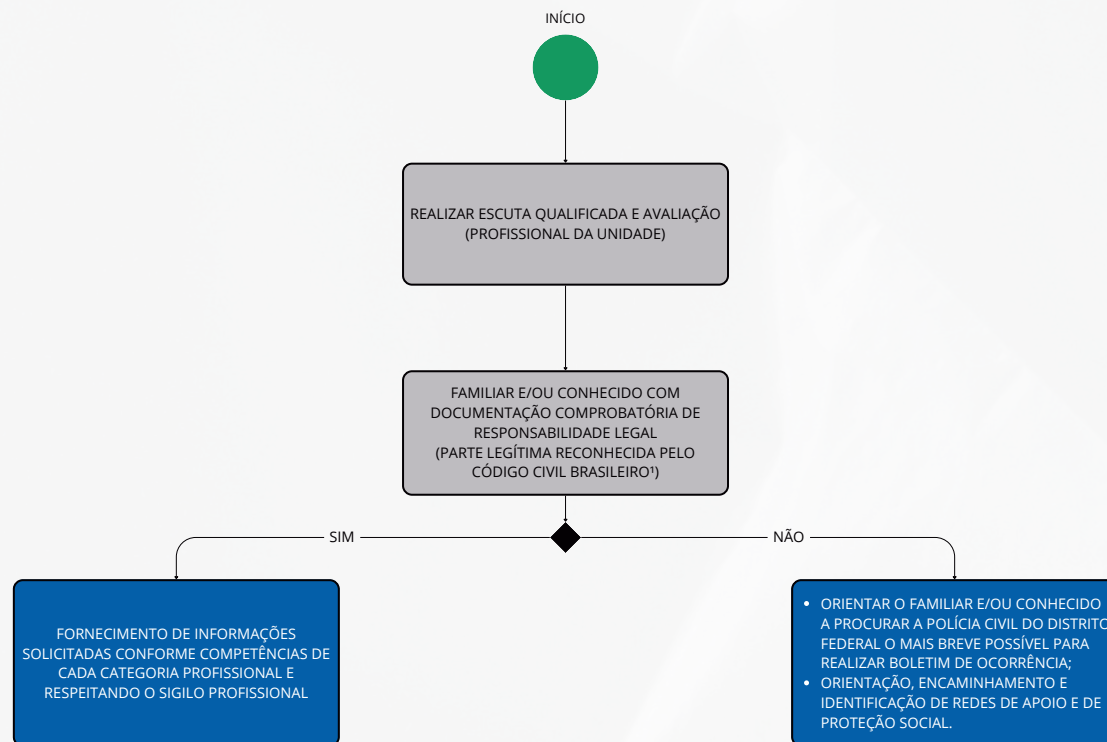 INÍCIO
REALIZAR ESCUTA QUALIFICADA E AVALIAÇÃO
(PROFISSIONAL DA UNIDADE)
FAMILIAR E/OU CONHECIDO COM
DOCUMENTAÇÃO COMPROBATÓRIA DE
RESPONSABILIDADE LEGAL
(PARTE LEGÍTIMA RECONHECIDA PELO
CÓDIGO CIVIL BRASILEIRO¹)
SIM
NÃO
FORNECIMENTO DE INFORMAÇÕES
SOLICITADAS CONFORME COMPETÊNCIAS DE
CADA CATEGORIA PROFISSIONAL E
RESPEITANDO O SIGILO PROFISSIONAL
• ORIENTAR O FAMILIAR E/OU CONHECIDO
A PROCURAR A POLÍCIA CIVIL DO DISTRITO
FEDERAL O MAIS BREVE POSSÍVEL PARA
REALIZAR BOLETIM DE OCORRÊNCIA;
• ORIENTAÇÃO, ENCAMINHAMENTO E
IDENTIFICAÇÃO DE REDES DE APOIO E DE
PROTEÇÃO SOCIAL.